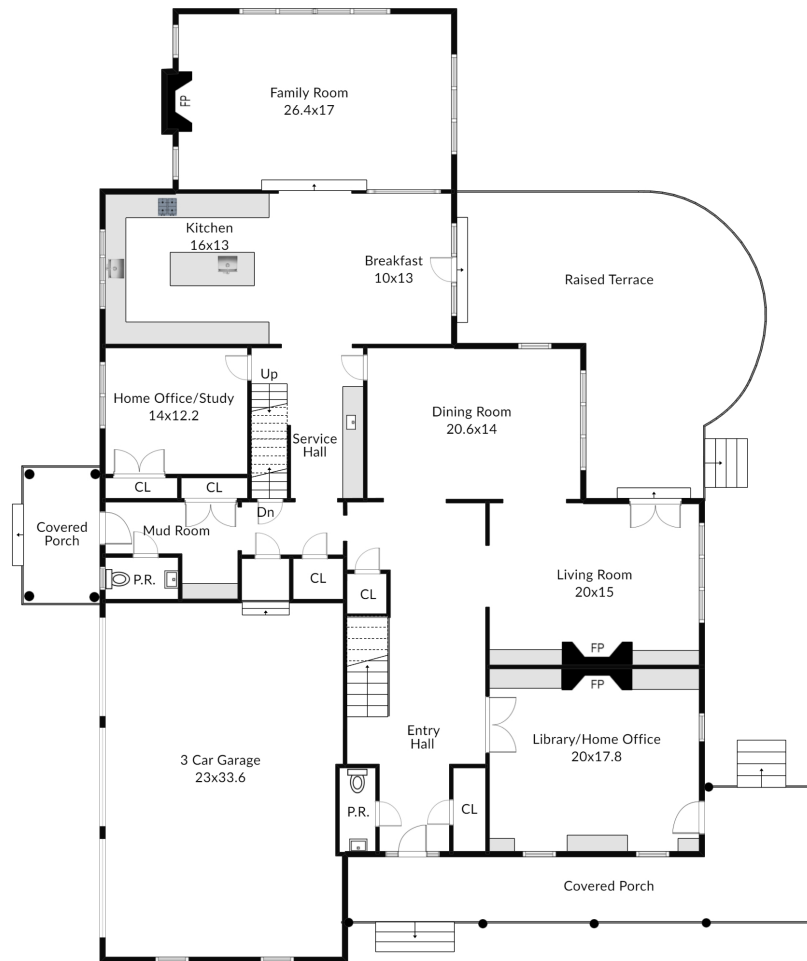 Family Room
26.4x17
FP
Kitchen
16x13
Breakfast
10x13
Raised Terrace
Up
Home Office/Study
14x12.2
Service
Hall
Dining Room
20.6x14
CL
CL
Dn
Mud Room
Covered
Porch
P.R.
CL
CL
Living Room
20x15
FP
FP
Entry
Hall
Library/Home Office
20x17.8
3 Car Garage
23x33.6
P.R.
CL
Covered Porch